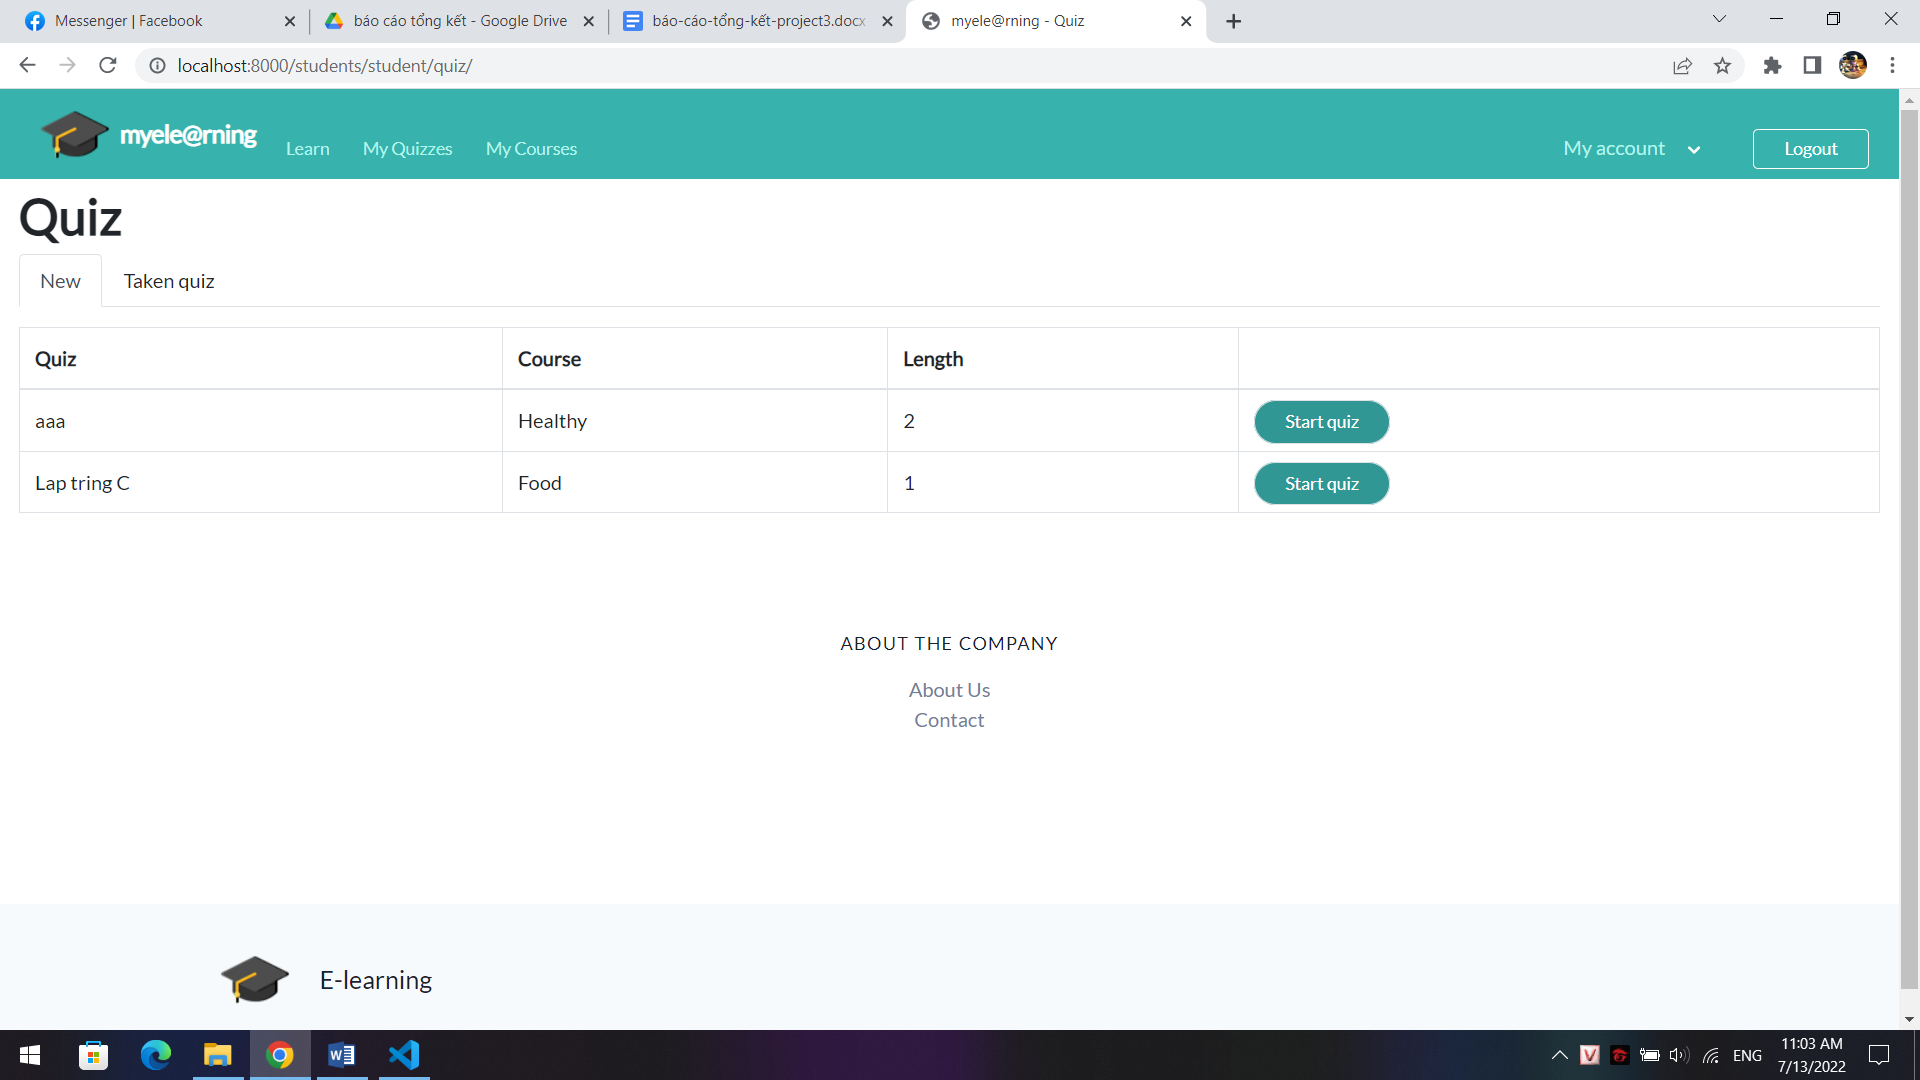 Messenger | Facebook
báo cáo tổng kết - Google Drive
báo-cáo-tổng-kết-project3.docx
myele@rning - Quiz
localhost:8000/students/student/quiz/
myele@rning
Learn
My Quizzes
My Courses
My account
Logout
Quiz
New
Taken quiz
Quiz
Course
Length
aaa
Healthy
2
Start quiz
Lap tring C
Food
1
Start quiz
ABOUT THE COMPANY
About Us
Contact
E-learning
ENG
11:03 AM
7/13/2022